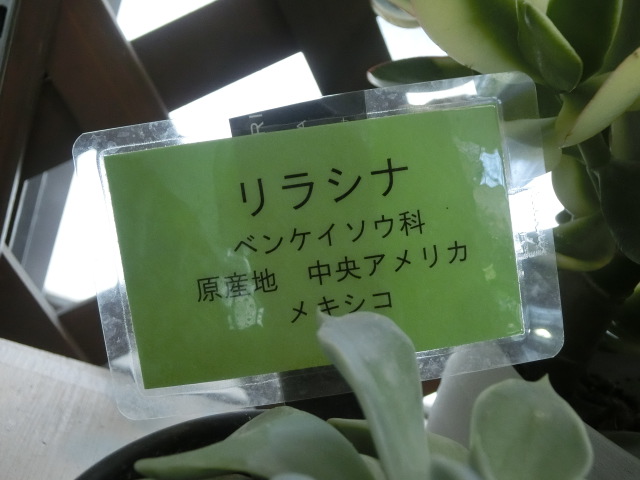 リラシナ
ベンケイソウ科
原産地　中央アメリカ
メキシコ